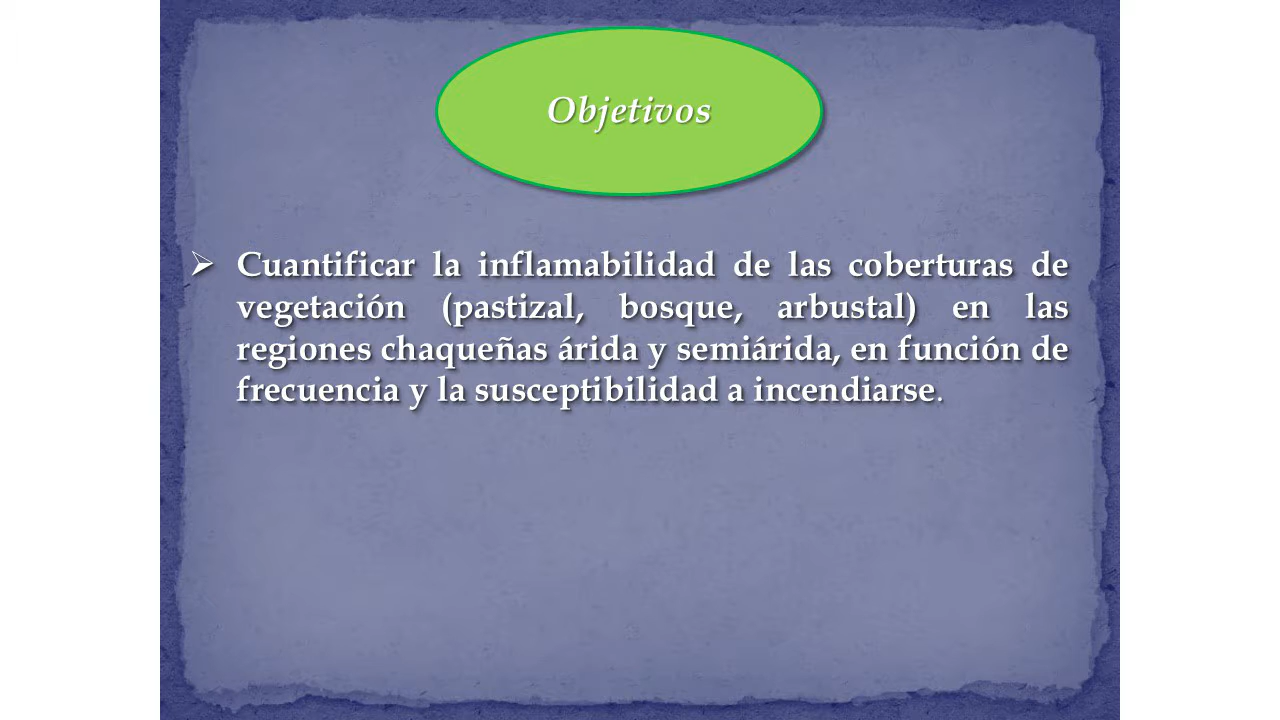 Objetivos
Cuantificar la inflamabilidad de las coberturas de
vegetación (pastizal, bosque, arbustal) en las
regiones chaqueñas árida y semiárida, en función de
frecuencia y la susceptibilidad a incendiarse.